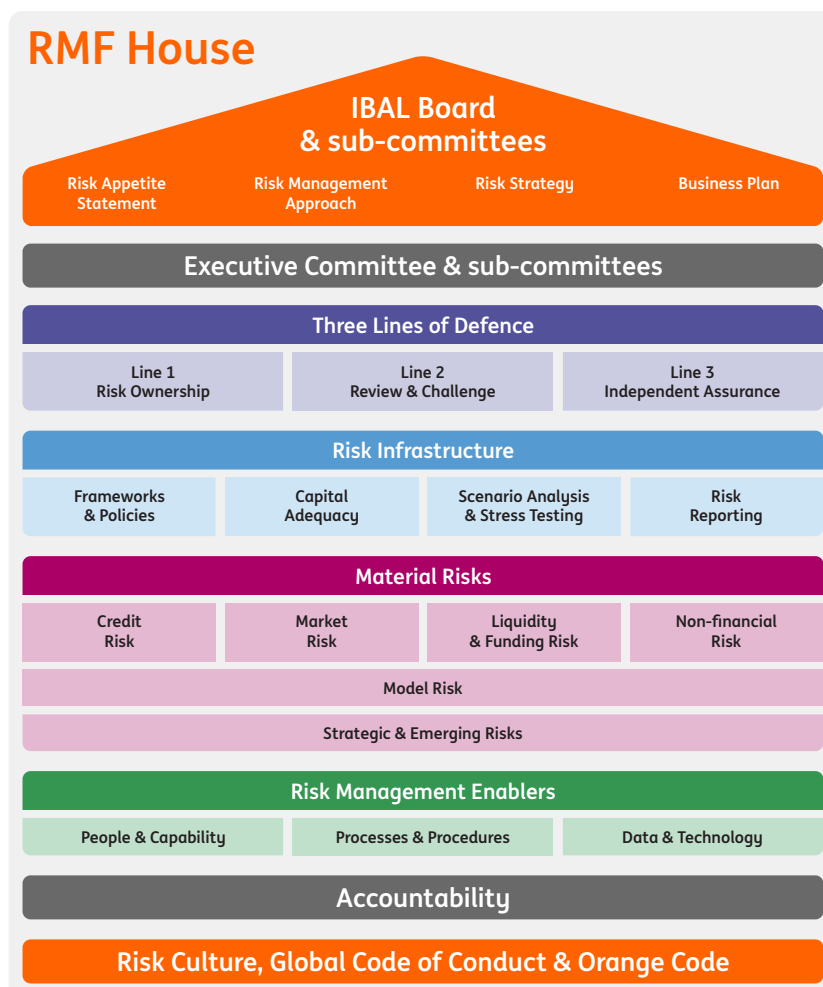 RMF House
IBAL Board
& sub-committees
Risk Appetite
Statement
Risk Management
Approach
Risk Strategy
Business Plan
Executive Committee & sub-committees
Three Lines of Defence
Line 1
Risk Ownership
Line 2
Review & Challenge
Line 3
Independent Assurance
Risk Infrastructure
Frameworks
& Policies
Capital
Adequacy
Scenario Analysis
& Stress Testing
Risk
Reporting
Material Risks
Credit
Risk
Market
Risk
Liquidity
& Funding Risk
Non-financial
Risk
Model Risk
Strategic & Emerging Risks
Risk Management Enablers
People & Capability
Processes & Procedures
Data & Technology
Accountability
Risk Culture, Global Code of Conduct & Orange Code